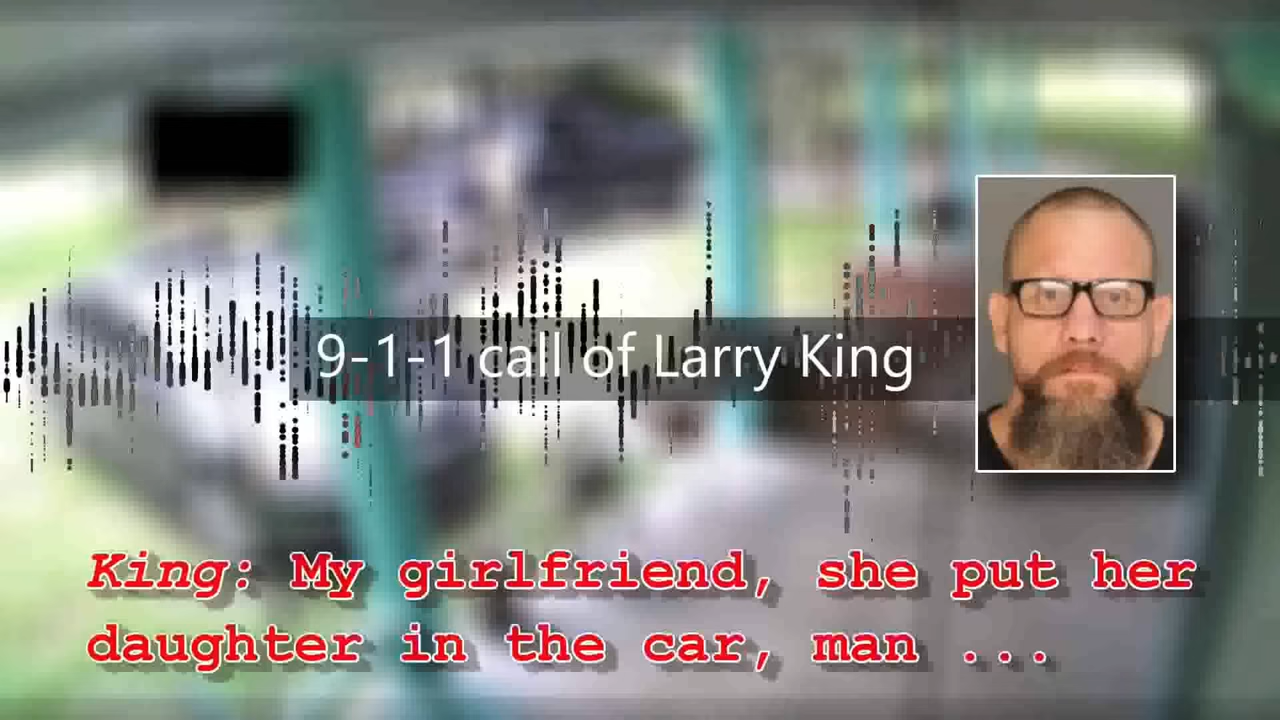 9-1-1 call of Larry King
King: My girlfriend, she put her
daughter in the car, man ...